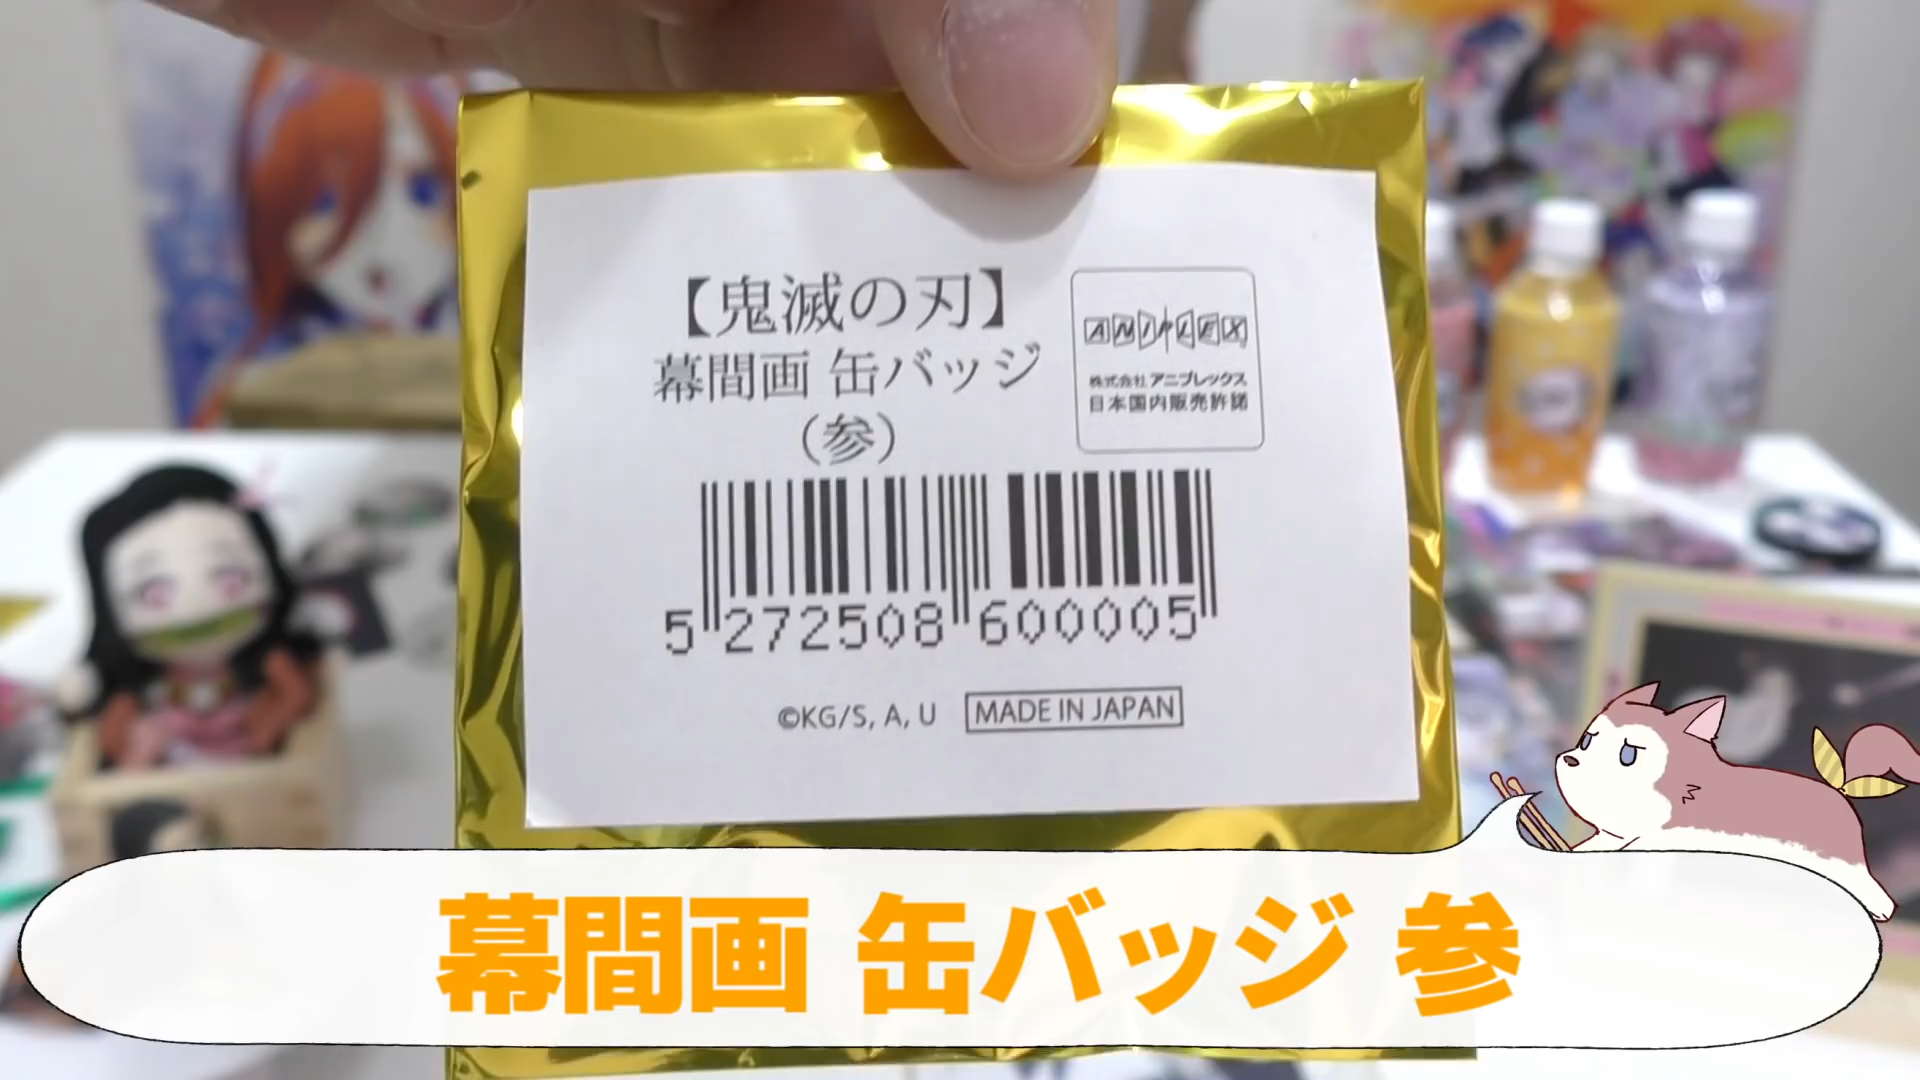 【鬼滅の刃】
幕間画 缶バッジ
（参）
ANIPLEX
株式会社アニプレックス
日本国内販売許諾
5 272508 600005
©KG/S, A, U
MADE IN JAPAN
幕間画 缶バッジ 参